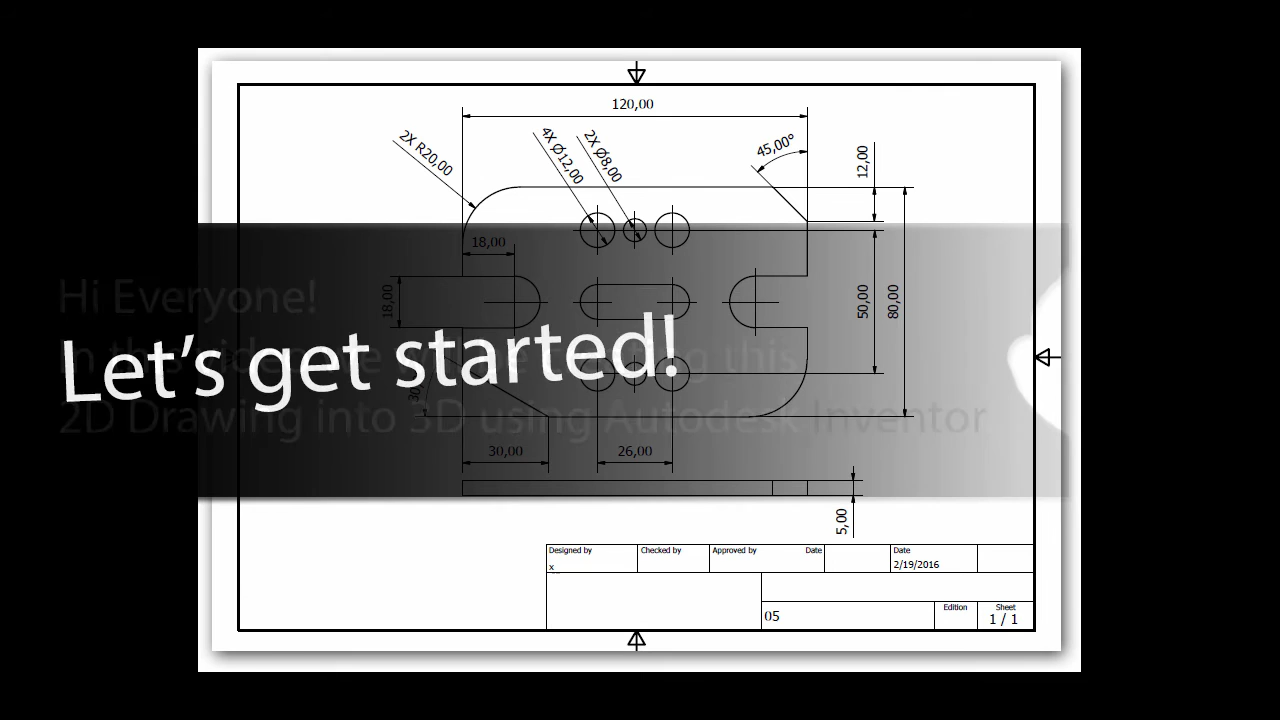 120,00
2X R20,00
4X Ø12,00
2X Ø8,00
45,00°
12,00
18,00
18,00
50,00
80,00
Hi Everyone!
Let's get started!
2D Drawing into 3D using Autodesk Inventor
30,00
26,00
5,00
Designed by
Checked by
Approved by
Date
Date
x
2/19/2016
Edition
Sheet
05
1 / 1